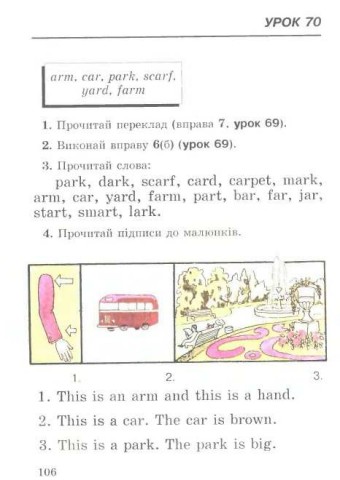 УРОК 70
arm, car, park, scarf,
yard, farm
1. Прочитай переклад (вправа 7. урок 69).
2. Виконай вправу 6(б) (урок 69).
3. Прочитай слова:
park, dark, scarf, card, carpet, mark,
arm, car, yard, farm, part, bar, far, jar,
start, smart, lark.
4. Прочитай підписи до малюнків.
1. 2. 3.
1. This is an arm and this is a hand.
2. This is a car. The car is brown.
3. This is a park. The park is big.
106